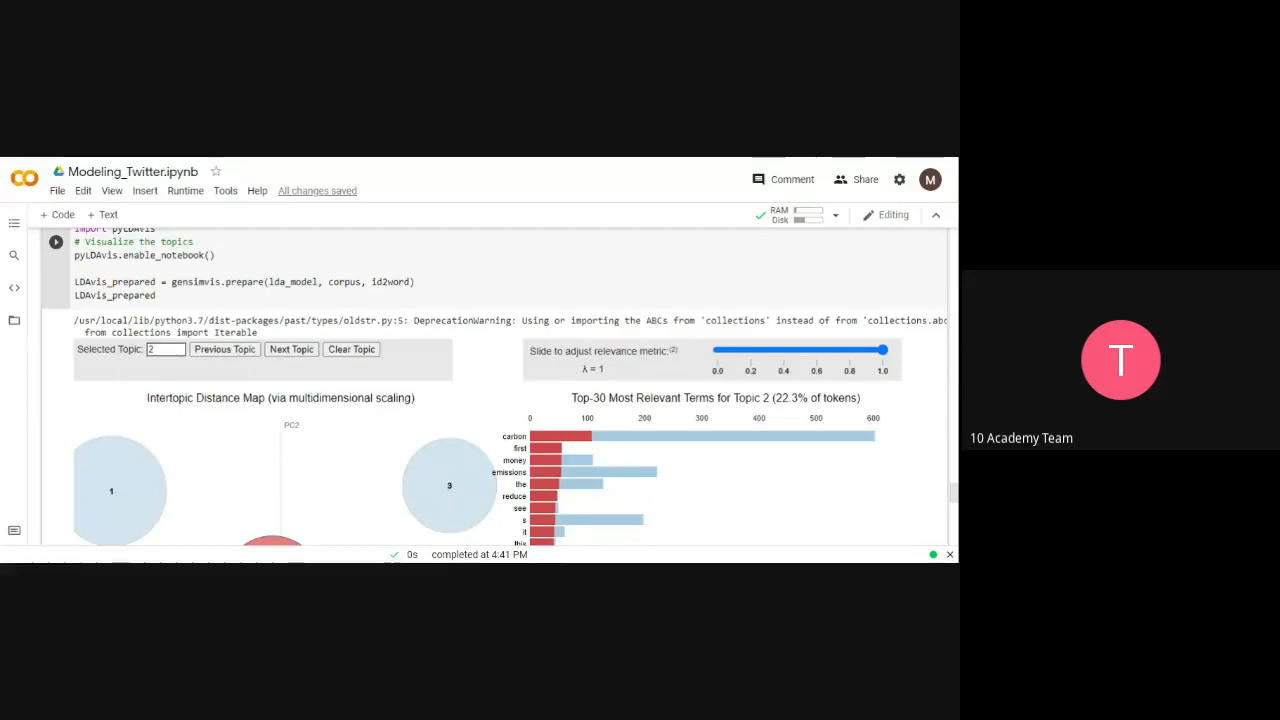 Modeling_Twitter.ipynb
Comment
Share
M
File Edit View Insert Runtime Tools Help All changes saved
+ Code + Text
RAM
Disk
Editing
import pyLDAvis
# Visualize the topics
pyLDAvis.enable_notebook()
LDAvis_prepared = gensimvis.prepare(lda_model, corpus, id2word)
LDAvis_prepared
/usr/local/lib/python3.7/dist-packages/past/types/oldstr.py:5: DeprecationWarning: Using or importing the ABCs from 'collections' instead of from 'collections.abc
from collections import Iterable
Selected Topic: 2 Previous Topic Next Topic Clear Topic
Slide to adjust relevance metric:(2)
λ = 1
0.0 0.2 0.4 0.6 0.8 1.0
Intertopic Distance Map (via multidimensional scaling)
PC2
1
3
Top-30 Most Relevant Terms for Topic 2 (22.3% of tokens)
0 100 200 300 400 500 600
carbon
first
money
emissions
the
reduce
see
s
it
this
0s completed at 4:41 PM
T
10 Academy Team